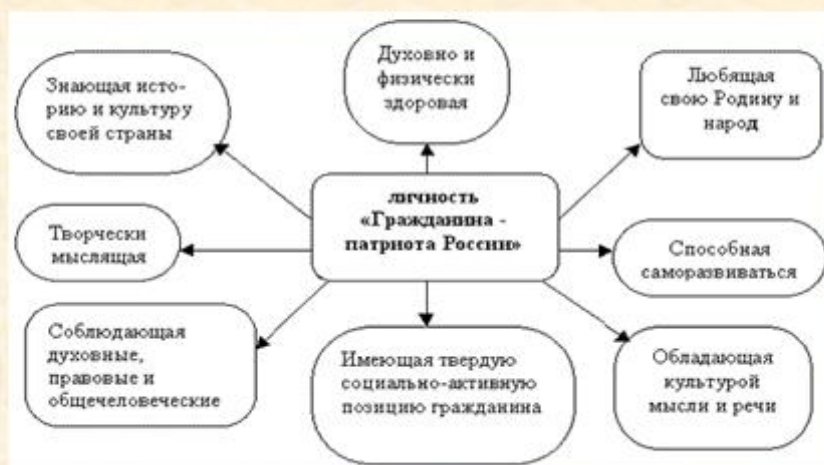 Духовно и
физически
здоровая
Знающая исто-
рию и культуру
своей страны
Любящая
свою Родину и
народ
личность
«Гражданина -
патриота России»
Творчески
мыслящая
Способная
саморазвиваться
Соблюдающая
духовные,
правовые и
общечеловеческие
Имеющая твердую
социально-активную
позицию гражданина
Обладающая
культурой
мысли и речи